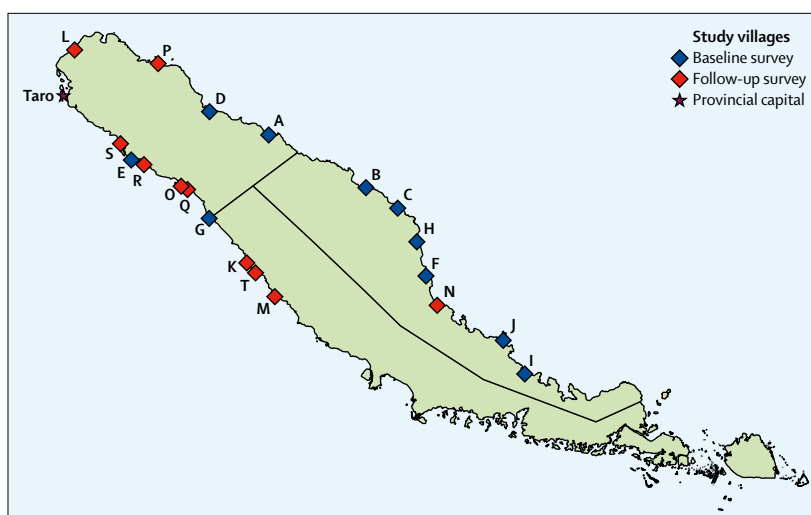 Study villages
Baseline survey
Follow-up survey
Provincial capital
L
P
Taro
D
A
S
E
R
O
Q
B
C
G
H
K
T
F
M
N
J
I